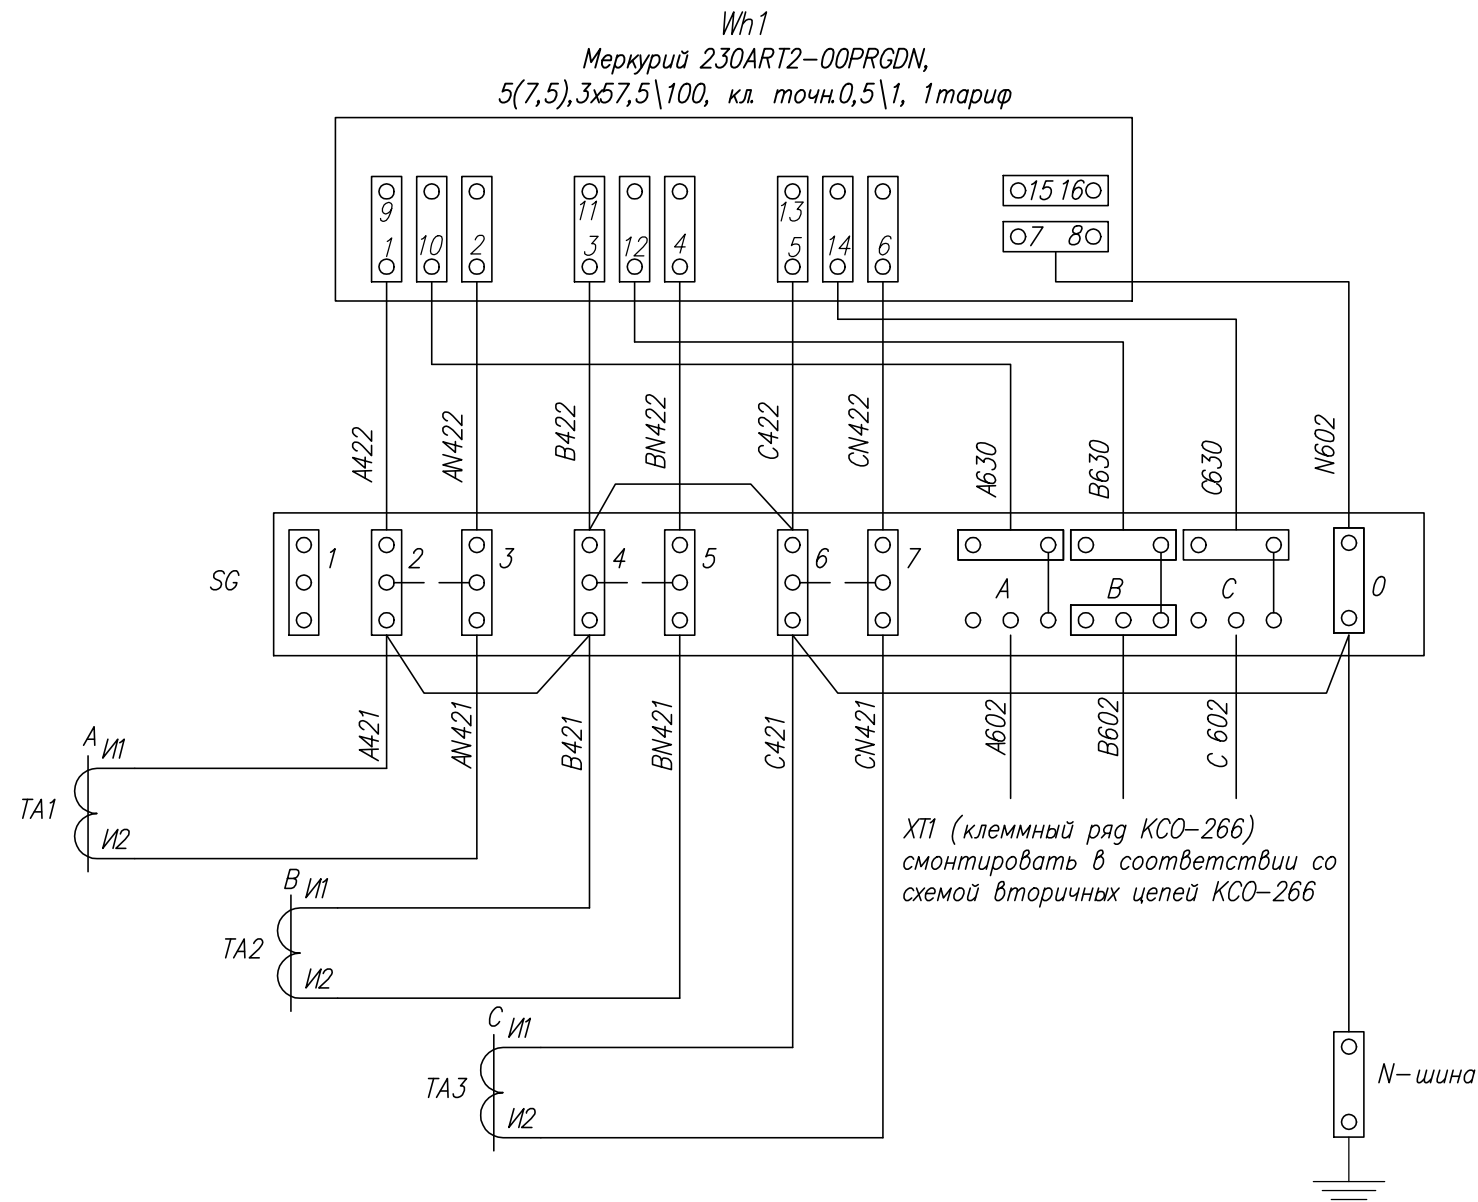 Wh1
Меркурий 230ART2-00PRGDN,
5(7,5),3х57,5\100, кл. точн.0,5\1, 1тариф
9 11 13 15 16
1 10 2 3 12 4 5 14 6 7 8
A422 AN422 B422 BN422 C422 CN422 A630 B630 C630 N602
SG 1 2 3 4 5 6 7 A B C 0
A421 AN421 B421 BN421 C421 CN421 A602 B602 C 602
A И1
TA1
И2
XT1 (клеммный ряд КСО-266)
смонтировать в соответствии со
схемой вторичных цепей КСО-266
B И1
TA2
И2
C И1
TA3
И2
N-шина